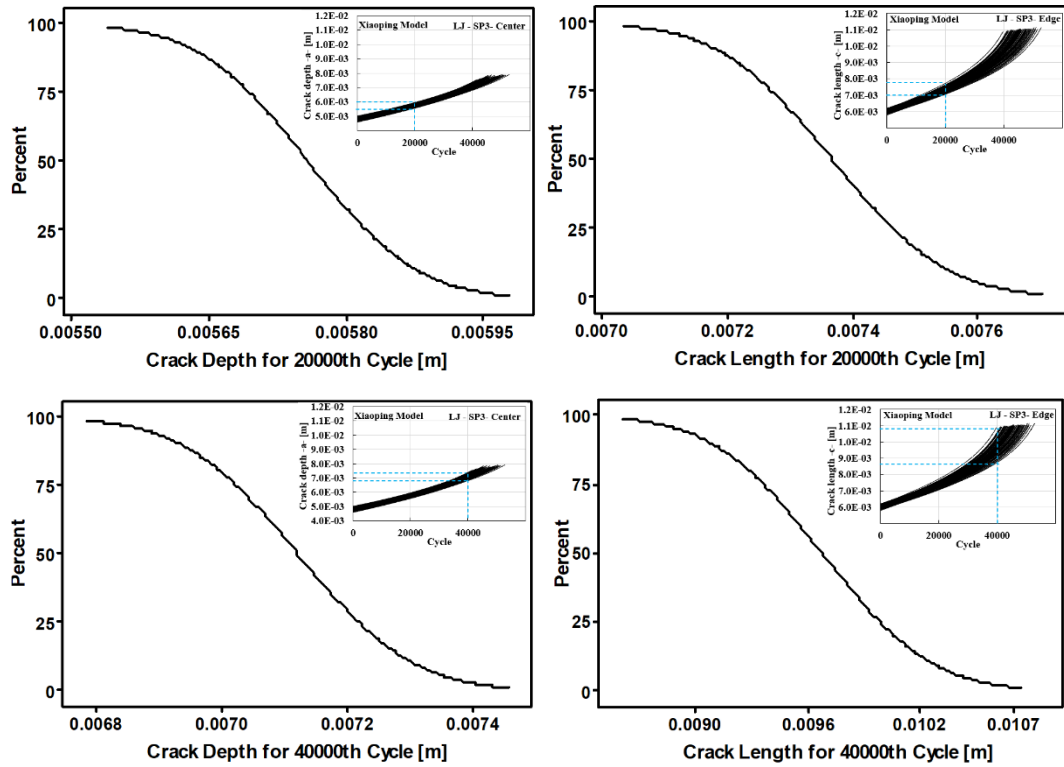 100
75
50
25
0
Percent
0.00550
0.00565
0.00580
0.00595
Crack Depth for 20000th Cycle [m]
Xiaoping Model
LJ - SP3- Center
1.2E-02
1.1E-02
1.0E-02
9.0E-03
8.0E-03
7.0E-03
6.0E-03
5.0E-03
Crack depth -a- [m]
0
20000
40000
Cycle
100
75
50
25
0
Percent
0.0070
0.0072
0.0074
0.0076
Crack Length for 20000th Cycle [m]
Xiaoping Model
LJ - SP3- Edge
1.2E-02
1.1E-02
1.0E-02
9.0E-03
8.0E-03
7.0E-03
6.0E-03
Crack length -c- [m]
0
20000
40000
Cycle
100
75
50
25
0
Percent
0.0068
0.0070
0.0072
0.0074
Crack Depth for 40000th Cycle [m]
Xiaoping Model
LJ - SP3- Center
1.2E-02
1.1E-02
1.0E-02
9.0E-03
8.0E-03
7.0E-03
6.0E-03
5.0E-03
4.0E-03
Crack depth -a- [m]
0
20000
40000
Cycle
100
75
50
25
0
Percent
0.0090
0.0096
0.0102
0.0107
Crack Length for 40000th Cycle [m]
Xiaoping Model
LJ - SP3- Edge
1.2E-02
1.1E-02
1.0E-02
9.0E-03
8.0E-03
7.0E-03
6.0E-03
Crack length -c- [m]
0
20000
40000
Cycle